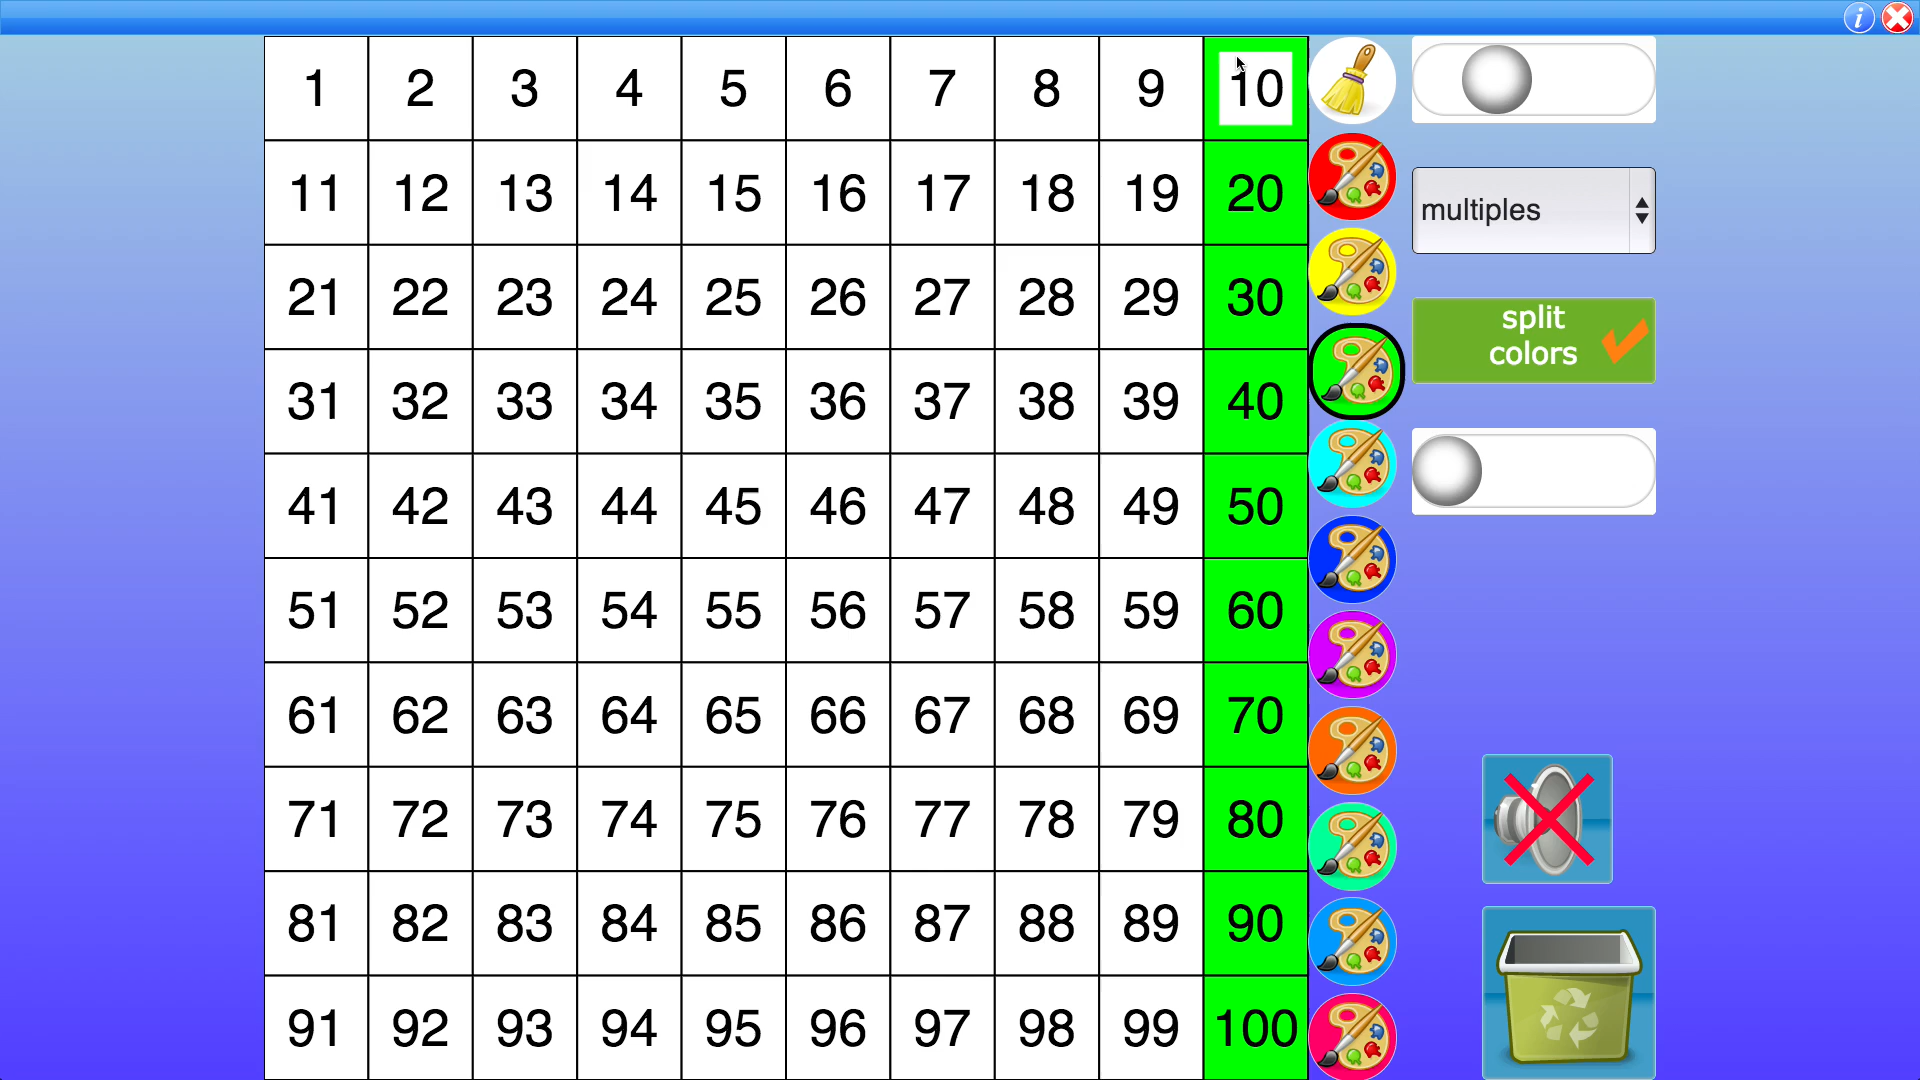 i
1 2 3 4 5 6 7 8 9 10
11 12 13 14 15 16 17 18 19 20
multiples
21 22 23 24 25 26 27 28 29 30
split
colors
31 32 33 34 35 36 37 38 39 40
41 42 43 44 45 46 47 48 49 50
51 52 53 54 55 56 57 58 59 60
61 62 63 64 65 66 67 68 69 70
71 72 73 74 75 76 77 78 79 80
81 82 83 84 85 86 87 88 89 90
91 92 93 94 95 96 97 98 99 100